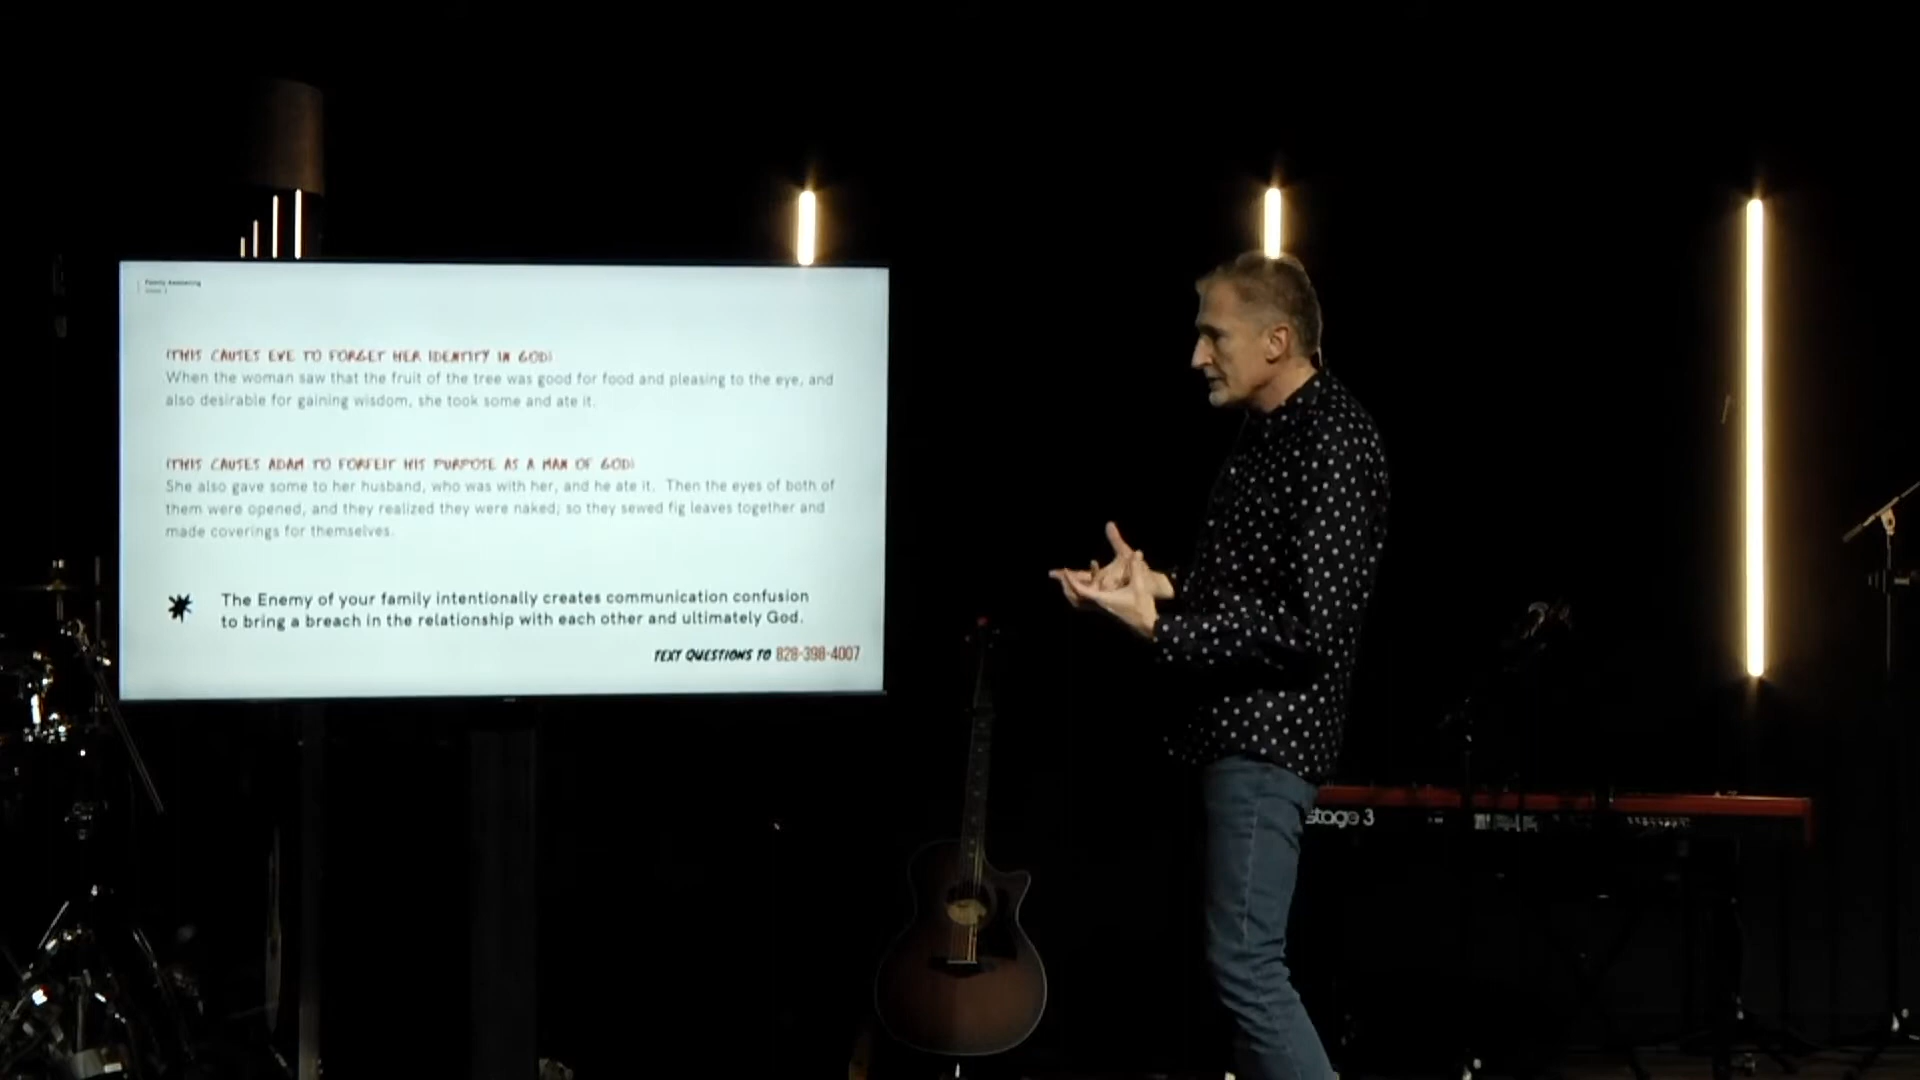 Family Awakening
(THIS CAUSES EVE TO FORGET HER IDENTITY IN GOD)
When the woman saw that the fruit of the tree was good for food and pleasing to the eye, and
also desirable for gaining wisdom, she took some and ate it.
(THIS CAUSES ADAM TO FORFEIT HIS PURPOSE AS A MAN OF GOD)
She also gave some to her husband, who was with her, and he ate it. Then the eyes of both of
them were opened, and they realized they were naked; so they sewed fig leaves together and
made coverings for themselves.
The Enemy of your family intentionally creates communication confusion
to bring a breach in the relationship with each other and ultimately God.
TEXT QUESTIONS TO 828-398-4007
stage 3